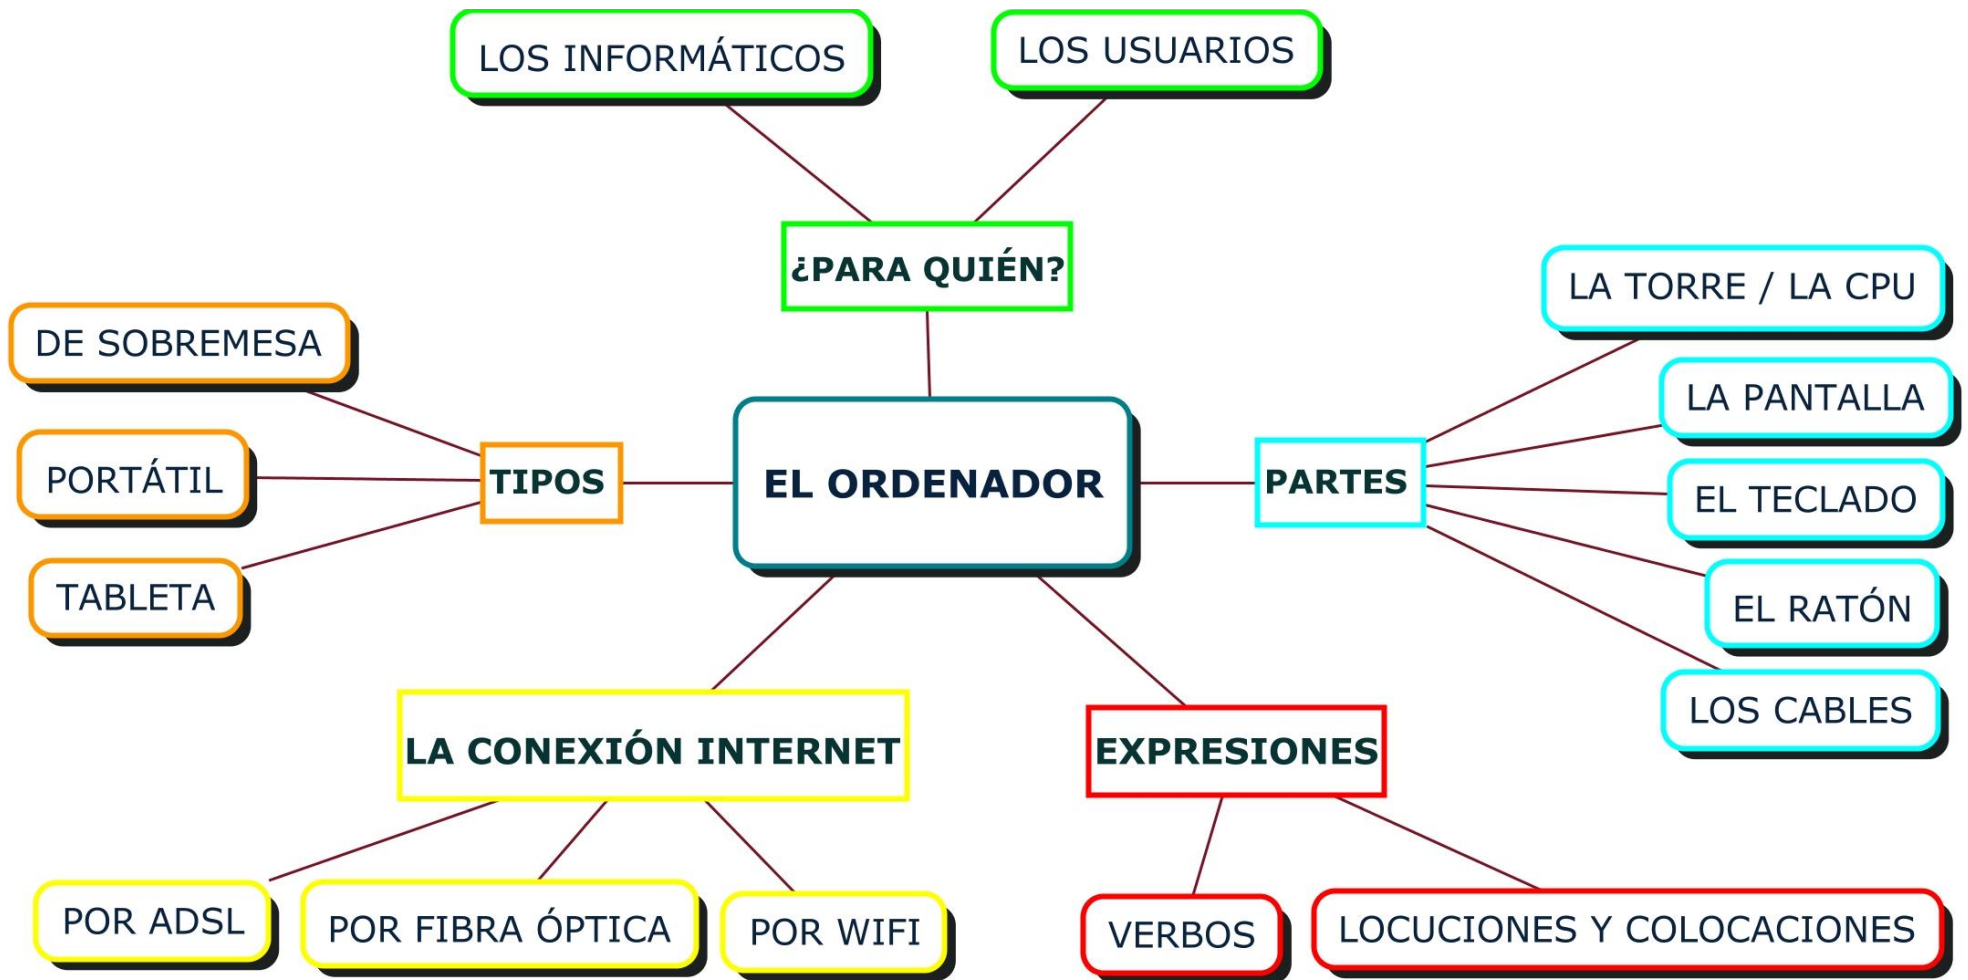 LOS INFORMÁTICOS
LOS USUARIOS
¿PARA QUIÉN?
DE SOBREMESA
PORTÁTIL
TABLETA
TIPOS
EL ORDENADOR
PARTES
LA TORRE / LA CPU
LA PANTALLA
EL TECLADO
EL RATÓN
LOS CABLES
LA CONEXIÓN INTERNET
POR ADSL
POR FIBRA ÓPTICA
POR WIFI
EXPRESIONES
VERBOS
LOCUCIONES Y COLOCACIONES